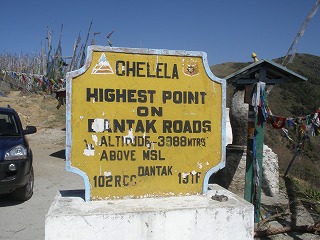 CHELELA
HIGHEST POINT
ON
DANTAK ROADS
ALTITUDE-3988MTRS
ABOVE MSL
DANTAK
102RCC